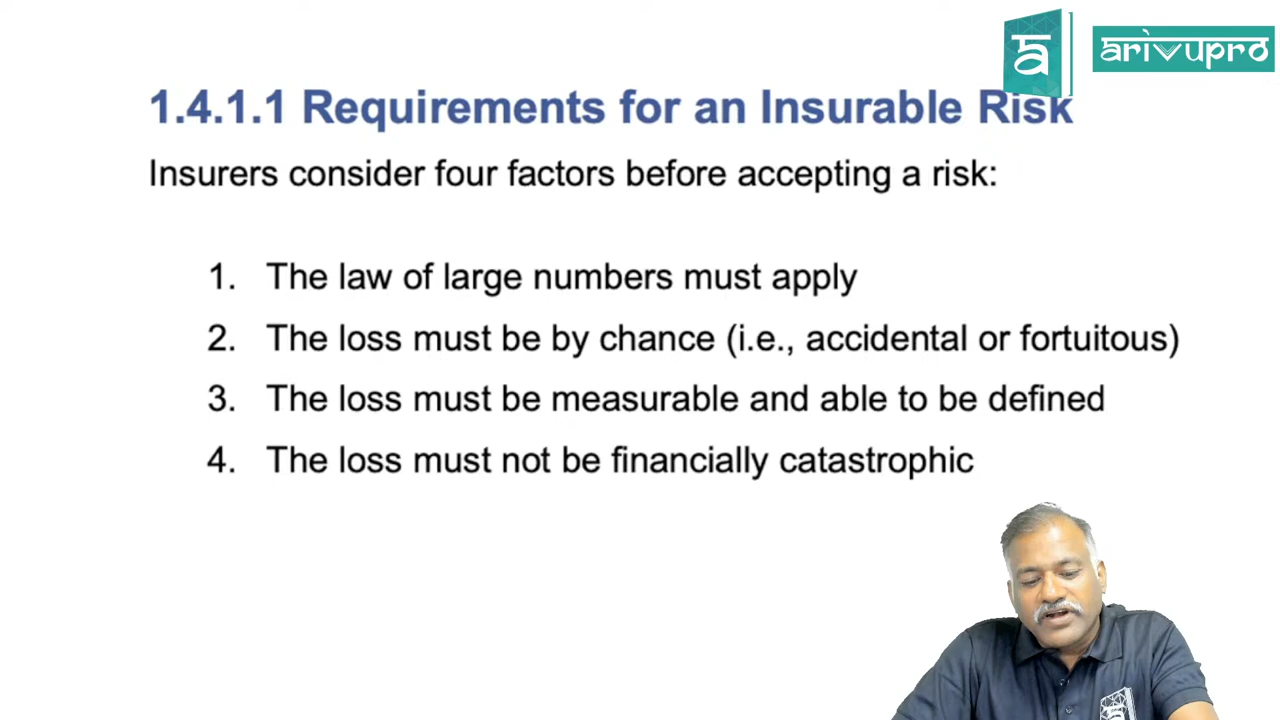 a
arivupro
1.4.1.1 Requirements for an Insurable Risk
Insurers consider four factors before accepting a risk:
1. The law of large numbers must apply
2. The loss must be by chance (i.e., accidental or fortuitous)
3. The loss must be measurable and able to be defined
4. The loss must not be financially catastrophic
a